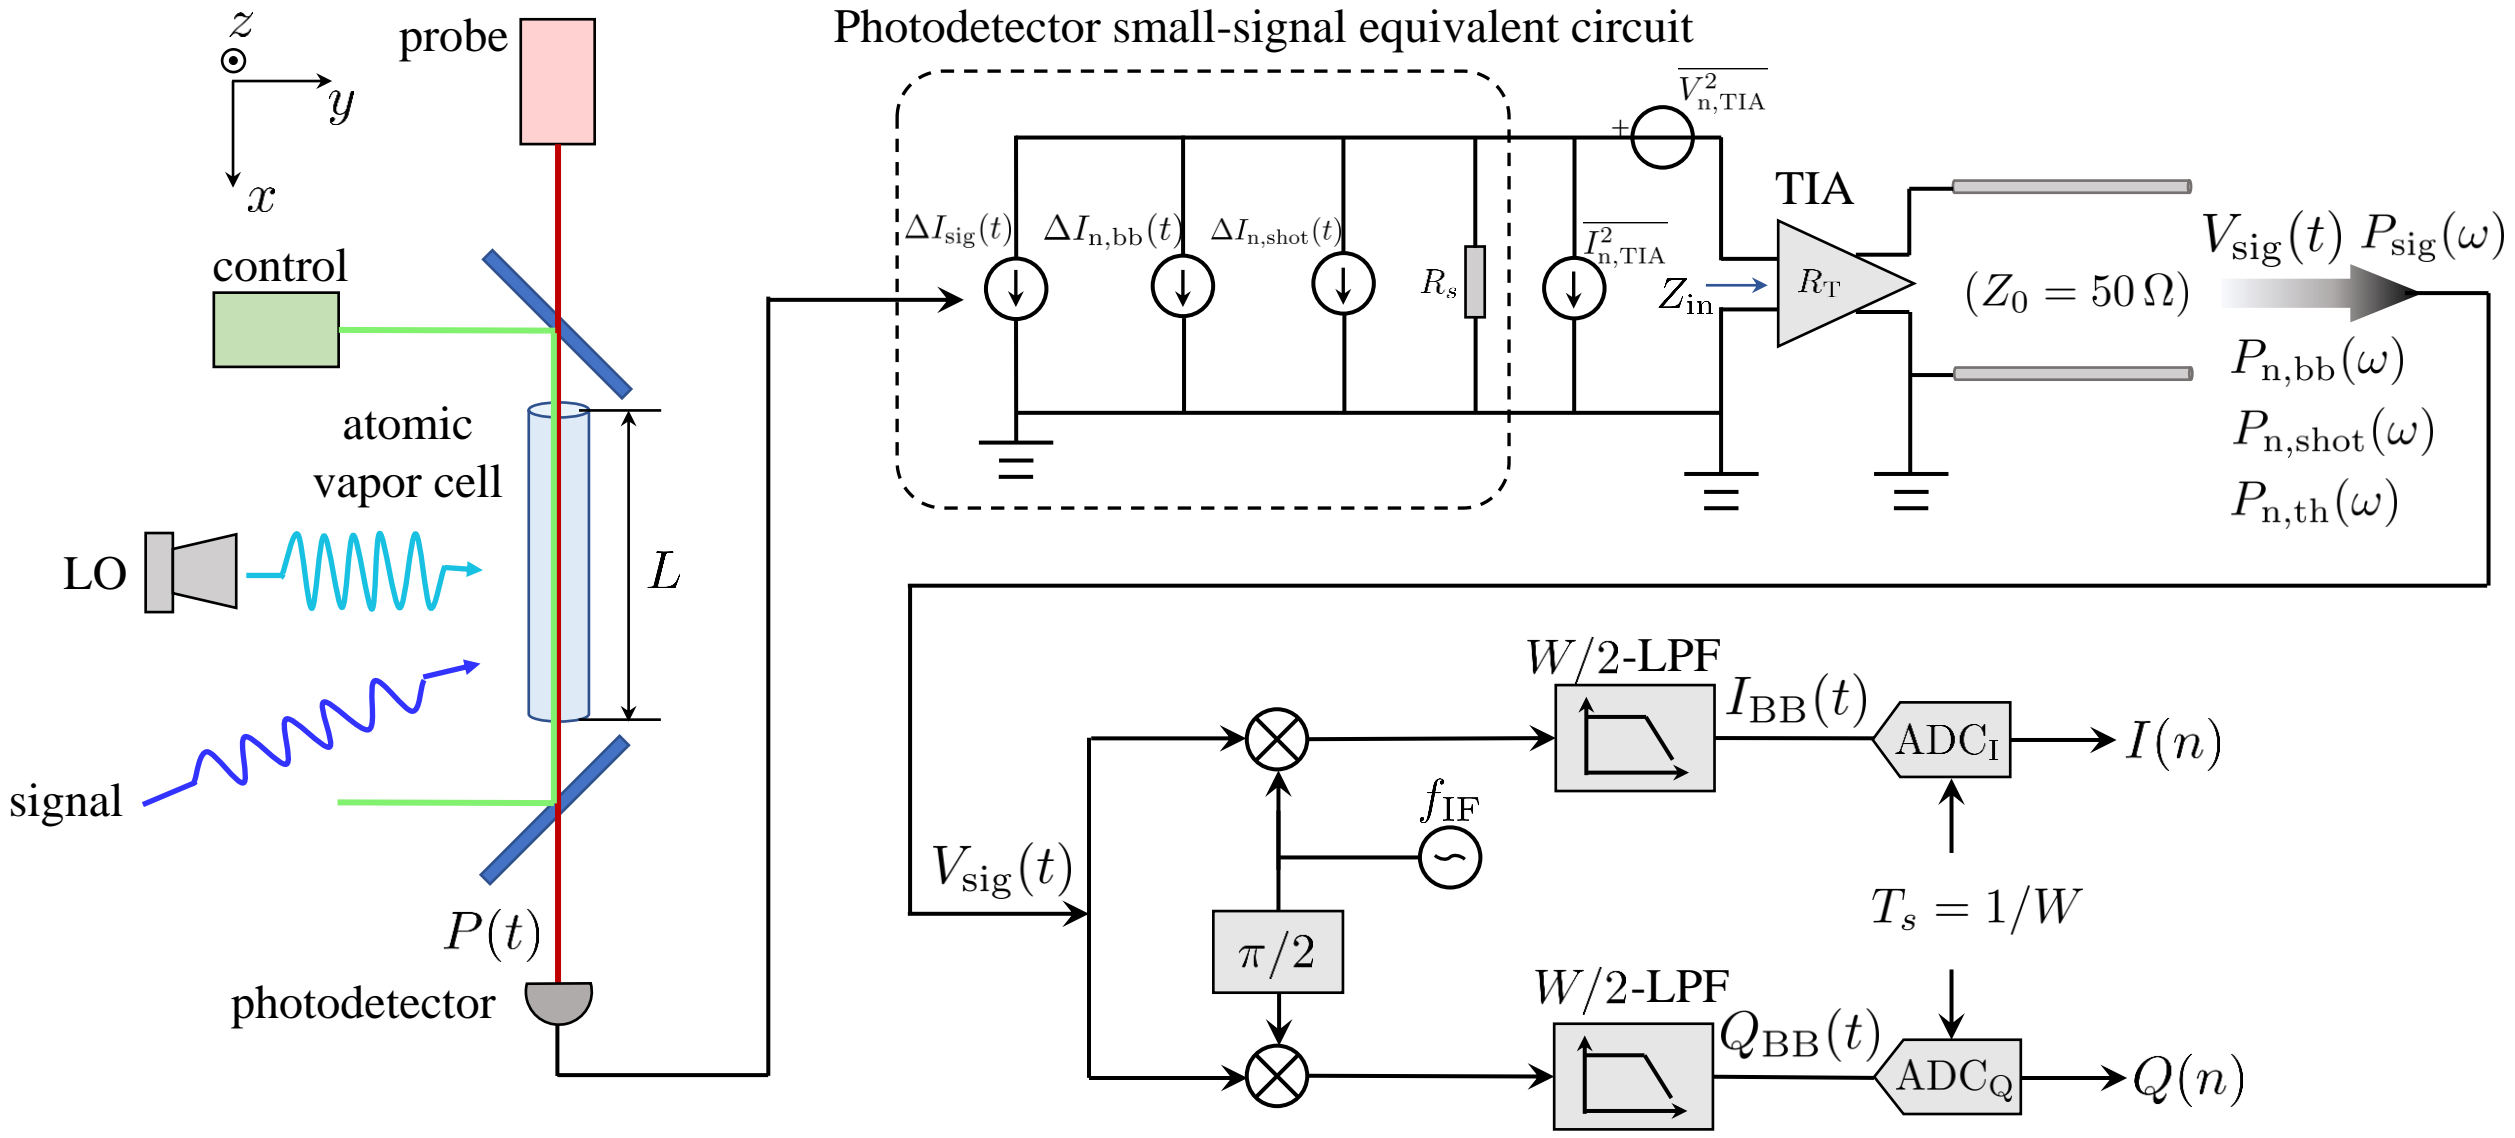 Photodetector small-signal equivalent circuit
z
y
x
probe
control
atomic
vapor cell
LO
L
signal
P(t)
photodetector
ΔI_sig(t)
ΔI_n,bb(t)
ΔI_n,shot(t)
R_s
I²_n,TIA
V²_n,TIA
+
Z_in
TIA
R_T
(Z_0 = 50 Ω)
V_sig(t) P_sig(ω)
P_n,bb(ω)
P_n,shot(ω)
P_n,th(ω)
V_sig(t)
π/2
f_IF
W/2-LPF
I_BB(t)
ADC_I
I(n)
T_s = 1/W
W/2-LPF
Q_BB(t)
ADC_Q
Q(n)